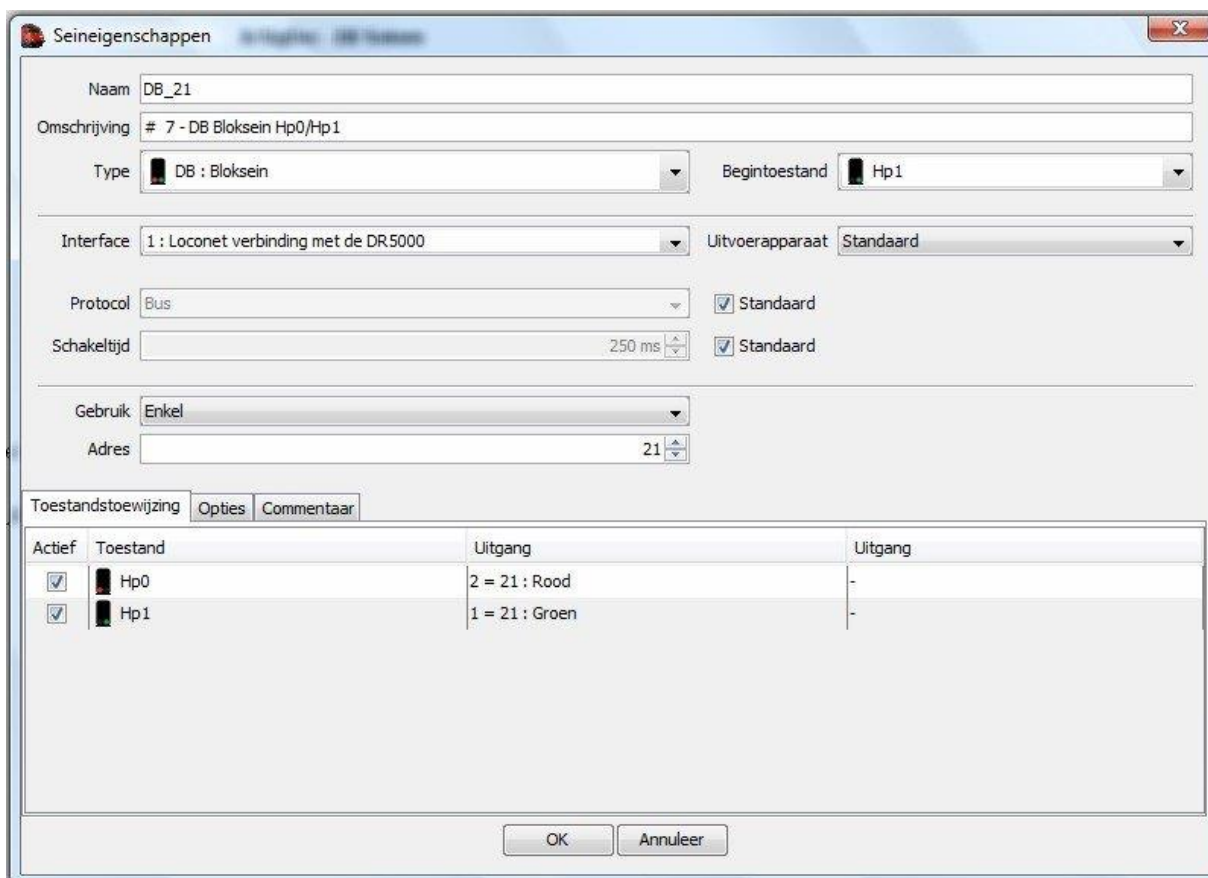 Seineigenschappen
Naam DB_21
Omschrijving # 7 - DB Bloksein Hp0/Hp1
Type DB : Bloksein Begintoestand Hp1
Interface 1 : Loconet verbinding met de DR5000 Uitvoerapparaat Standaard
Protocol Bus Standaard
Schakeltijd 250 ms Standaard
Gebruik Enkel
Adres 21
Toestandstoewijzing Opties Commentaar
Actief Toestand Uitgang Uitgang
Hp0 2 = 21 : Rood -
Hp1 1 = 21 : Groen -
OK Annuleer